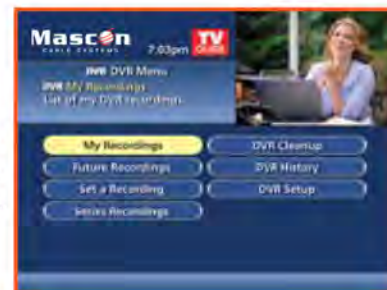 Mascon
CABLE SYSTEMS
7:03pm
TV
GUIDE
DVR DVR Menu
DVR My Recordings
List of my DVR recordings.
My Recordings
DVR Cleanup
Future Recordings
DVR History
Set a Recording
DVR Setup
Series Recordings